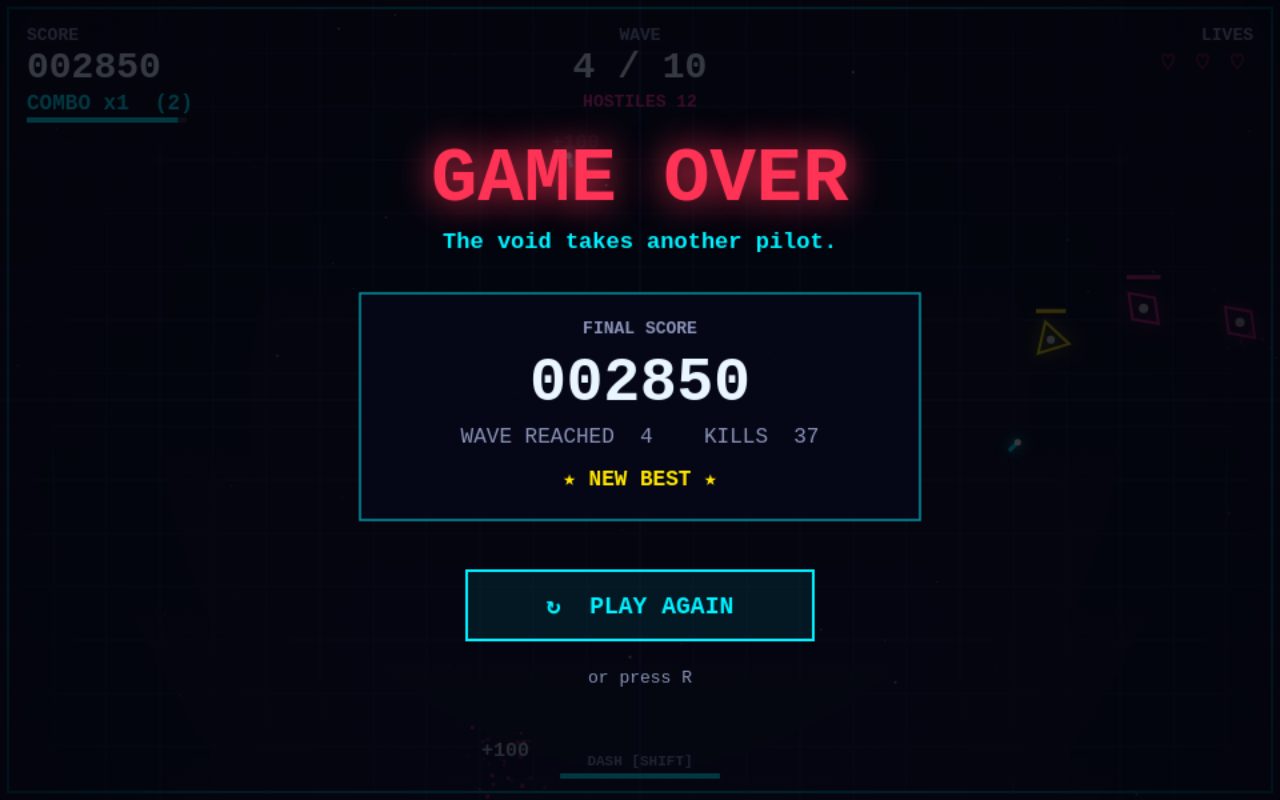 SCORE
WAVE
LIVES
002850
4 / 10
♡ ♡ ♡
COMBO x1 (2)
HOSTILES 12
GAME OVER
The void takes another pilot.
FINAL SCORE
002850
WAVE REACHED 4 KILLS 37
★ NEW BEST ★
↻ PLAY AGAIN
or press R
+100
DASH [SHIFT]